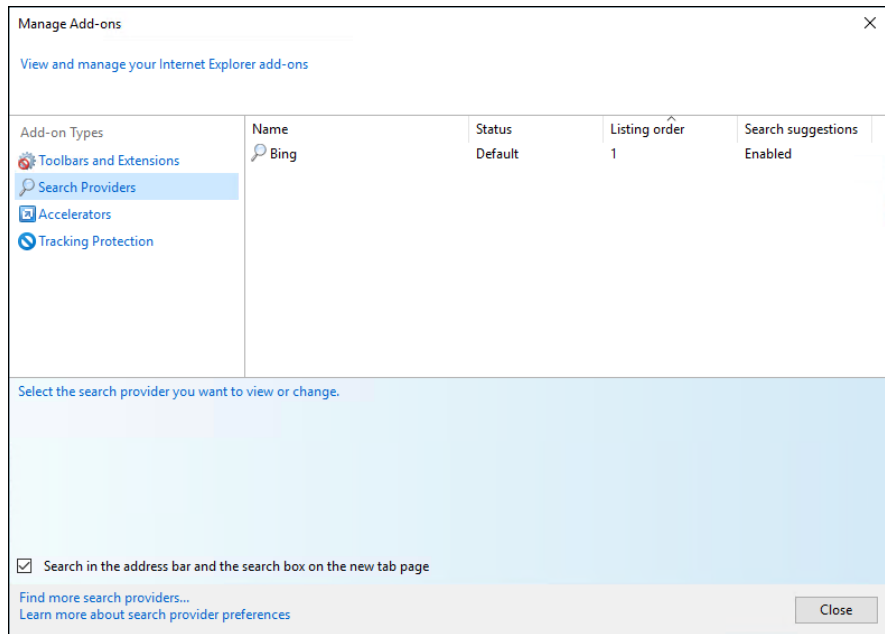 Manage Add-ons
View and manage your Internet Explorer add-ons
Add-on Types
Toolbars and Extensions
Search Providers
Accelerators
Tracking Protection
Name Status Listing order Search suggestions
Bing Default 1 Enabled
Select the search provider you want to view or change.
Search in the address bar and the search box on the new tab page
Find more search providers...
Learn more about search provider preferences
Close